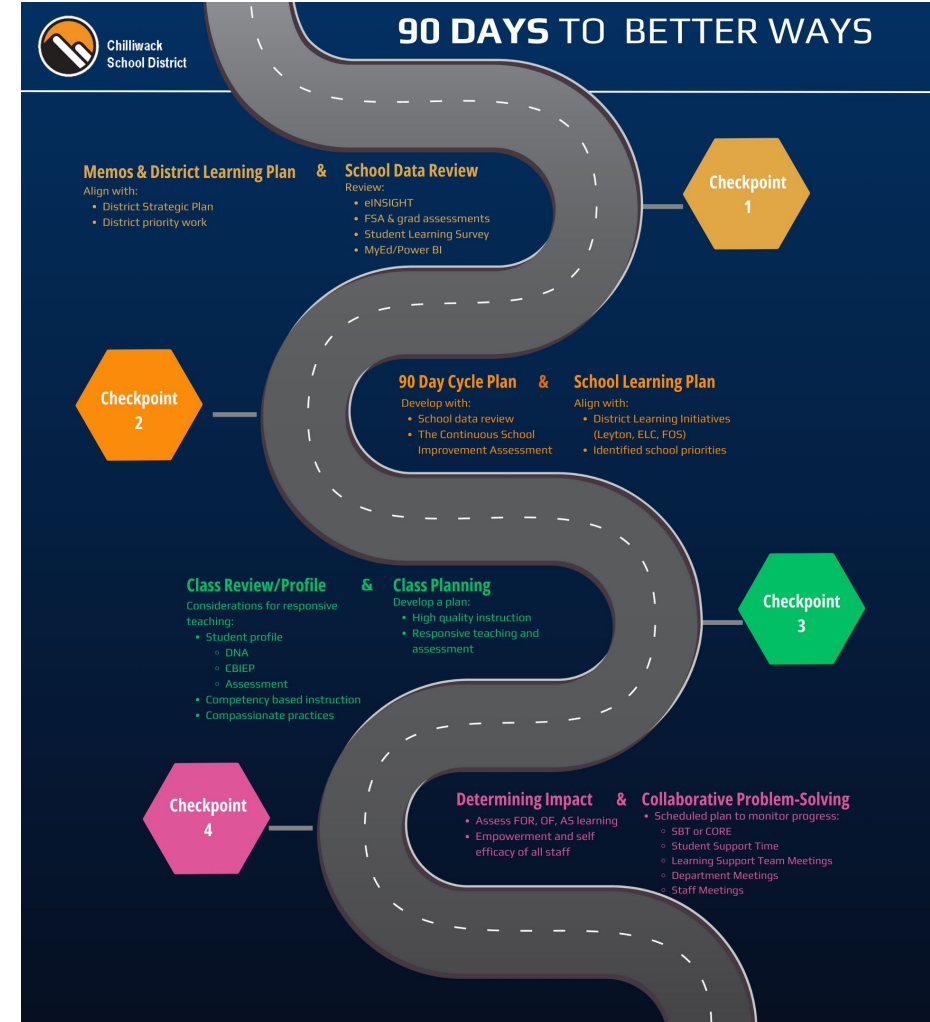 Chilliwack
School District
90 DAYS TO BETTER WAYS
Memos & District Learning Plan & School Data Review
Align with:
• District Strategic Plan
• District priority work
Review:
• eINSIGHT
• FSA & grad assessments
• Student Learning Survey
• MyEd/Power BI
Checkpoint
1
Checkpoint
2
90 Day Cycle Plan & School Learning Plan
Develop with:
• School data review
• The Continuous School
Improvement Assessment
Align with:
• District Learning Initiatives
(Leyton, ELC, FOS)
• Identified school priorities
Class Review/Profile & Class Planning
Considerations for responsive
teaching:
• Student profile
◦ DNA
◦ CBIEP
◦ Assessment
• Competency based instruction
• Compassionate practices
Develop a plan:
• High quality instruction
• Responsive teaching and
assessment
Checkpoint
3
Checkpoint
4
Determining Impact & Collaborative Problem-Solving
• Assess FOR, OF, AS learning
• Empowerment and self
efficacy of all staff
• Scheduled plan to monitor progress:
◦ SBT or CORE
◦ Student Support Time
◦ Learning Support Team Meetings
◦ Department Meetings
◦ Staff Meetings